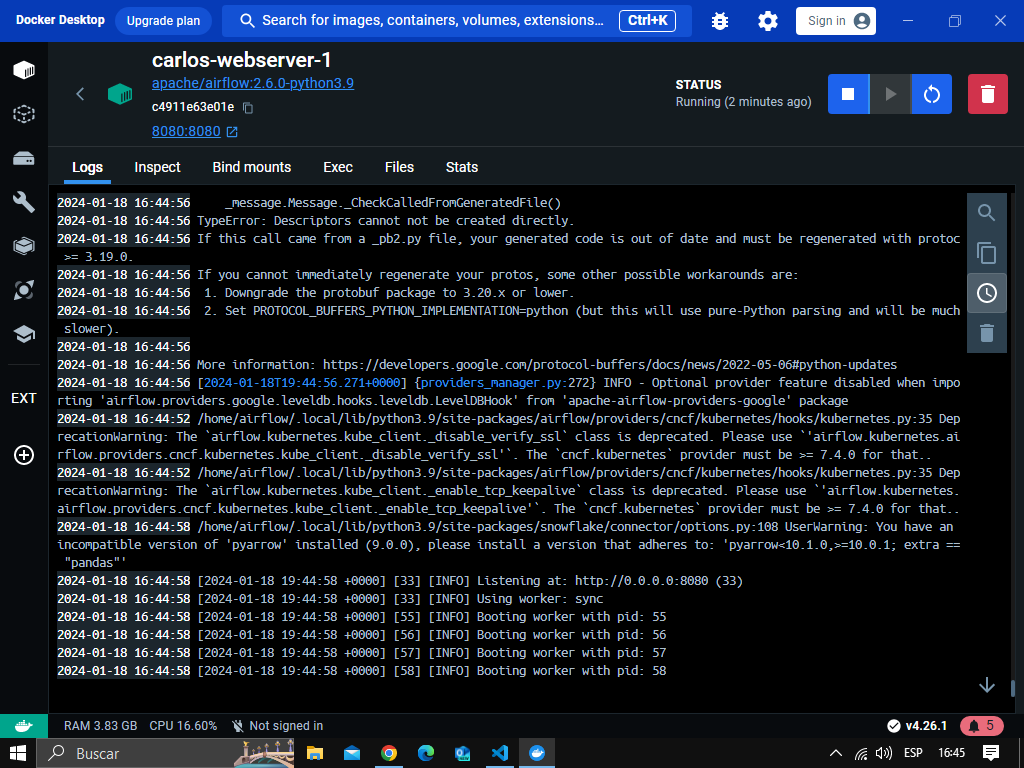 Docker Desktop
Upgrade plan
Search for images, containers, volumes, extensions...
Ctrl+K
Sign in
carlos-webserver-1
apache/airflow:2.6.0-python3.9
c4911e63e01e
8080:8080
STATUS
Running (2 minutes ago)
Logs
Inspect
Bind mounts
Exec
Files
Stats
2024-01-18 16:44:56     _message.Message._CheckCalledFromGeneratedFile()
2024-01-18 16:44:56 TypeError: Descriptors cannot not be created directly.
2024-01-18 16:44:56 If this call came from a _pb2.py file, your generated code is out of date and must be regenerated with protoc
>= 3.19.0.
2024-01-18 16:44:56 If you cannot immediately regenerate your protos, some other possible workarounds are:
2024-01-18 16:44:56  1. Downgrade the protobuf package to 3.20.x or lower.
2024-01-18 16:44:56  2. Set PROTOCOL_BUFFERS_PYTHON_IMPLEMENTATION=python (but this will use pure-Python parsing and will be much
slower).
2024-01-18 16:44:56
2024-01-18 16:44:56 More information: https://developers.google.com/protocol-buffers/docs/news/2022-05-06#python-updates
2024-01-18 16:44:56 [2024-01-18T19:44:56.271+0000] {providers_manager.py:272} INFO - Optional provider feature disabled when impo
rting 'airflow.providers.google.leveldb.hooks.leveldb.LevelDBHook' from 'apache-airflow-providers-google' package
2024-01-18 16:44:52 /home/airflow/.local/lib/python3.9/site-packages/airflow/providers/cncf/kubernetes/hooks/kubernetes.py:35 Dep
recationWarning: The `airflow.kubernetes.kube_client._disable_verify_ssl` class is deprecated. Please use `'airflow.kubernetes.ai
rflow.providers.cncf.kubernetes.kube_client._disable_verify_ssl'`. The `cncf.kubernetes` provider must be >= 7.4.0 for that..
2024-01-18 16:44:52 /home/airflow/.local/lib/python3.9/site-packages/airflow/providers/cncf/kubernetes/hooks/kubernetes.py:35 Dep
recationWarning: The `airflow.kubernetes.kube_client._enable_tcp_keepalive` class is deprecated. Please use `'airflow.kubernetes.
airflow.providers.cncf.kubernetes.kube_client._enable_tcp_keepalive'`. The `cncf.kubernetes` provider must be >= 7.4.0 for that..
2024-01-18 16:44:58 /home/airflow/.local/lib/python3.9/site-packages/snowflake/connector/options.py:108 UserWarning: You have an
incompatible version of 'pyarrow' installed (9.0.0), please install a version that adheres to: 'pyarrow<10.1.0,>=10.0.1; extra ==
"pandas"'
2024-01-18 16:44:58 [2024-01-18 19:44:58 +0000] [33] [INFO] Listening at: http://0.0.0.0:8080 (33)
2024-01-18 16:44:58 [2024-01-18 19:44:58 +0000] [33] [INFO] Using worker: sync
2024-01-18 16:44:58 [2024-01-18 19:44:58 +0000] [55] [INFO] Booting worker with pid: 55
2024-01-18 16:44:58 [2024-01-18 19:44:58 +0000] [56] [INFO] Booting worker with pid: 56
2024-01-18 16:44:58 [2024-01-18 19:44:58 +0000] [57] [INFO] Booting worker with pid: 57
2024-01-18 16:44:58 [2024-01-18 19:44:58 +0000] [58] [INFO] Booting worker with pid: 58
EXT
RAM 3.83 GB
CPU 16.60%
Not signed in
v4.26.1
5
Buscar
ESP
16:45